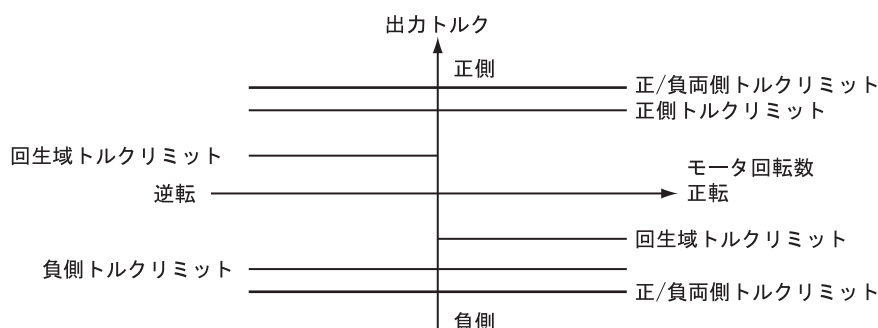 出力トルク
正側
正/負両側トルクリミット
正側トルクリミット
回生域トルクリミット
モータ回転数
逆転
正転
回生域トルクリミット
負側トルクリミット
正/負両側トルクリミット
負側